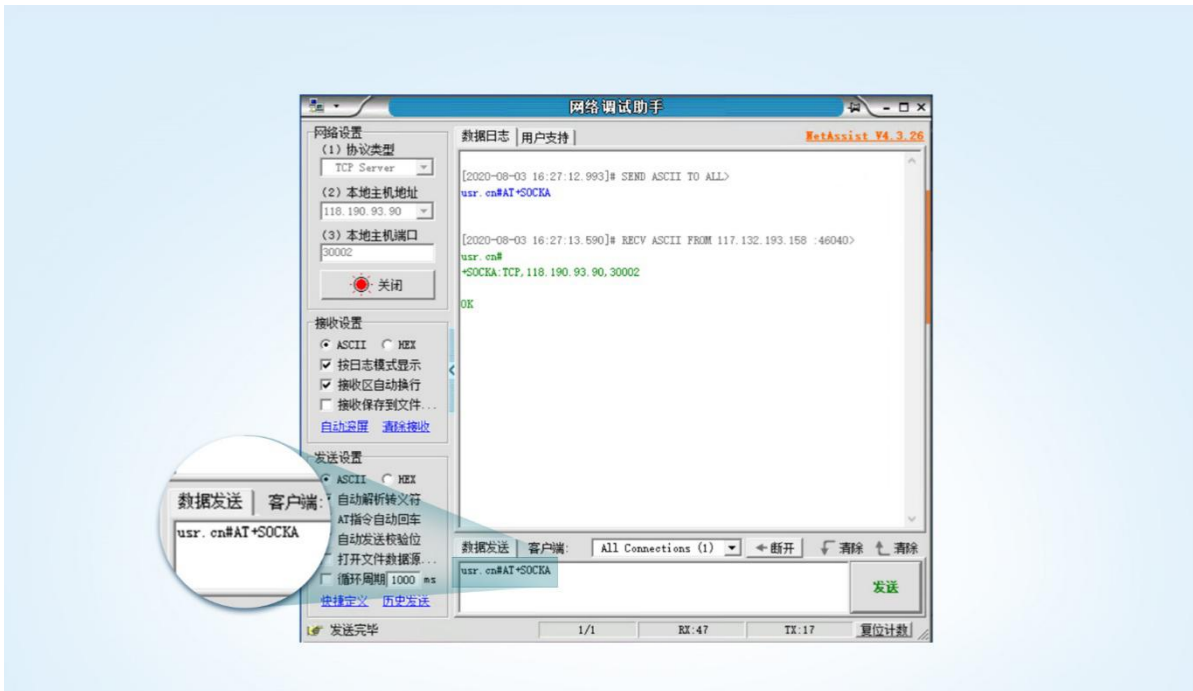 网络调试助手
网络设置
(1) 协议类型
TCP Server
(2) 本地主机地址
118.190.93.90
(3) 本地主机端口
30002
关闭
接收设置
ASCII HEX
按日志模式显示
接收区自动换行
接收保存到文件...
自动滚屏 清除接收
发送设置
ASCII HEX
自动解析转义符
AT指令自动回车
自动发送校验位
打开文件数据源...
循环周期 1000 ms
快捷定义 历史发送
数据日志 用户支持
NetAssist V4.3.26
[2020-08-03 16:27:12.993]# SEND ASCII TO ALL>
usr.cn#AT+SOCKA
[2020-08-03 16:27:13.590]# RECV ASCII FROM 117.132.193.158 :46040>
usr.cn#
+SOCKA:TCP,118.190.93.90,30002
OK
数据发送 客户端: All Connections (1) 断开 清除 清除
usr.cn#AT+SOCKA
发送
数据发送 客户端:
usr.cn#AT+SOCKA
发送完毕 1/1 RX:47 TX:17 复位计数